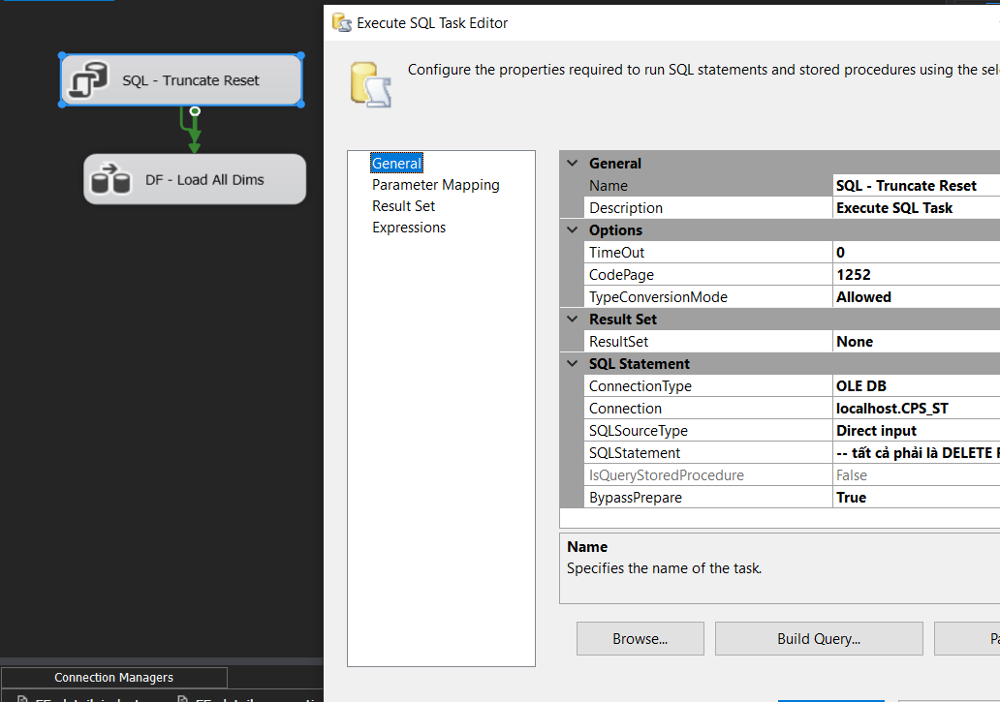 Execute SQL Task Editor
SQL - Truncate Reset
DF - Load All Dims
Configure the properties required to run SQL statements and stored procedures using the
General
Parameter Mapping
Result Set
Expressions
General
Name SQL - Truncate Reset
Description Execute SQL Task
Options
TimeOut 0
CodePage 1252
TypeConversionMode Allowed
Result Set
ResultSet None
SQL Statement
ConnectionType OLE DB
Connection localhost.CPS_ST
SQLSourceType Direct input
SQLStatement -- tất cả phải là DELETE
IsQueryStoredProcedure False
BypassPrepare True
Name
Specifies the name of the task.
Browse...
Build Query...
Connection Managers